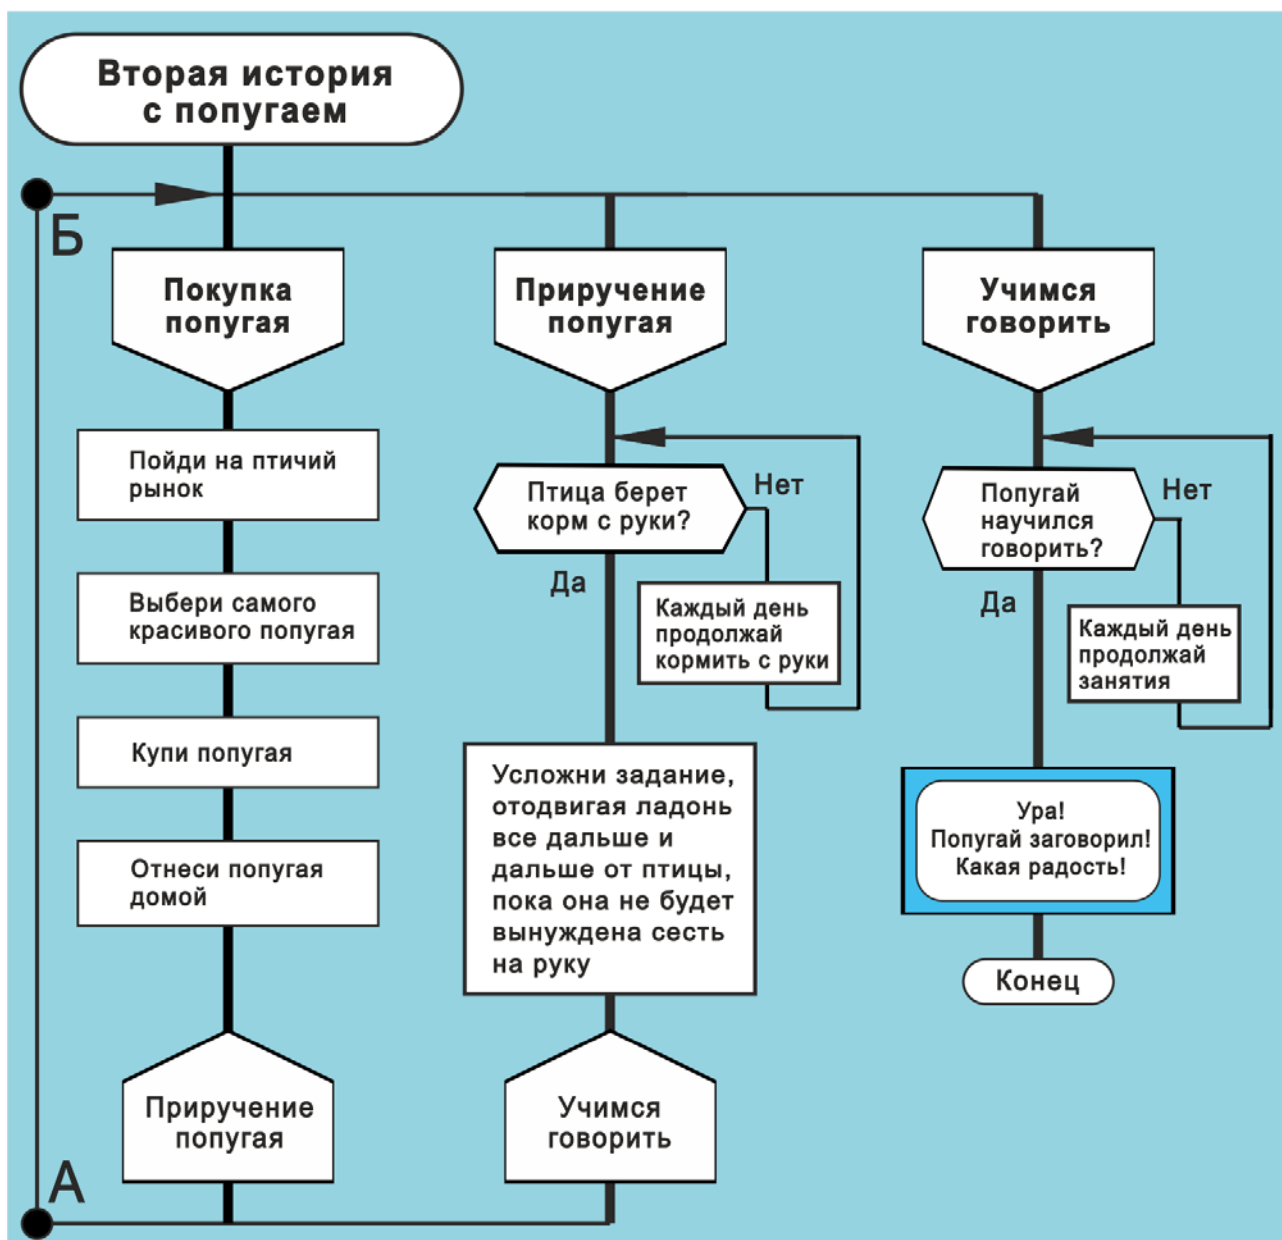 Вторая история
с попугаем
Б
Покупка
попугая
Пойди на птичий
рынок
Выбери самого
красивого попугая
Купи попугая
Отнеси попугая
домой
Приручение
попугая
А
Приручение
попугая
Птица берет
корм с руки?
Нет
Да
Каждый день
продолжай
кормить с руки
Усложни задание,
отодвигая ладонь
все дальше и
дальше от птицы,
пока она не будет
вынуждена сесть
на руку
Учимся
говорить
Учимся
говорить
Попугай
научился
говорить?
Нет
Да
Каждый день
продолжай
занятия
Ура!
Попугай заговорил!
Какая радость!
Конец